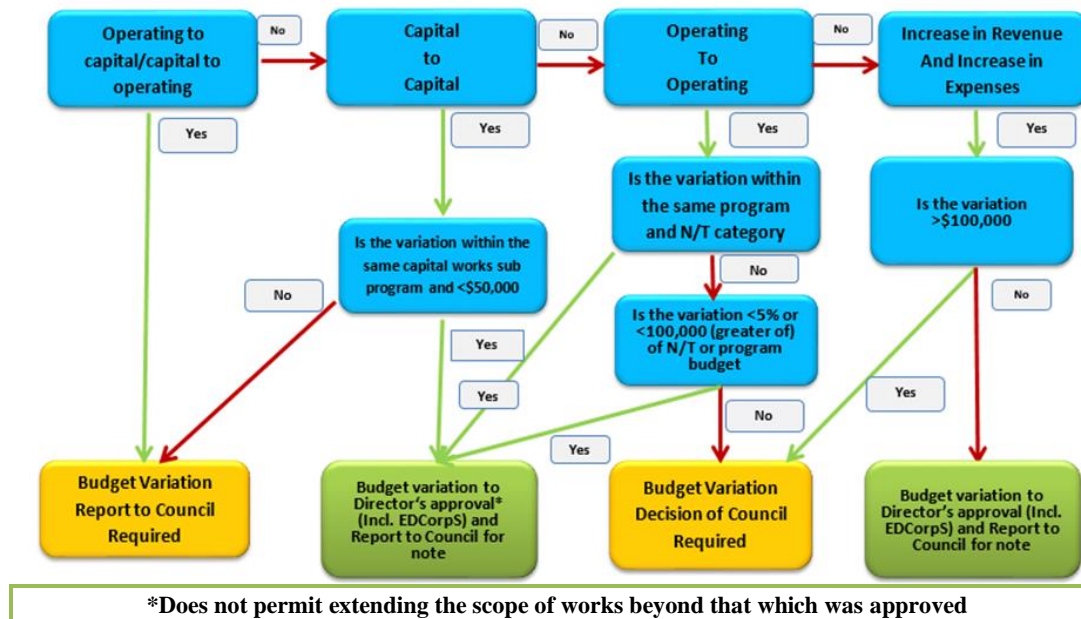 Operating to
capital/capital to
operating
No
Capital
to
Capital
No
Operating
To
Operating
No
Increase in Revenue
And Increase in
Expenses
Yes
Yes
Yes
Yes
Is the variation within
the same program
and N/T category
Is the variation
>$100,000
Is the variation within the
same capital works sub
program and <$50,000
No
No
No
Is the variation <5% or
<100,000 (greater of)
of N/T or program
budget
Yes
Yes
Yes
No
Yes
Budget Variation
Report to Council
Required
Budget variation to
Director's approval*
(Incl. EDCorpS) and
Report to Council for
note
Budget Variation
Decision of Council
Required
Budget variation to
Director's approval (Incl.
EDCorpS) and Report to
Council for note
*Does not permit extending the scope of works beyond that which was approved